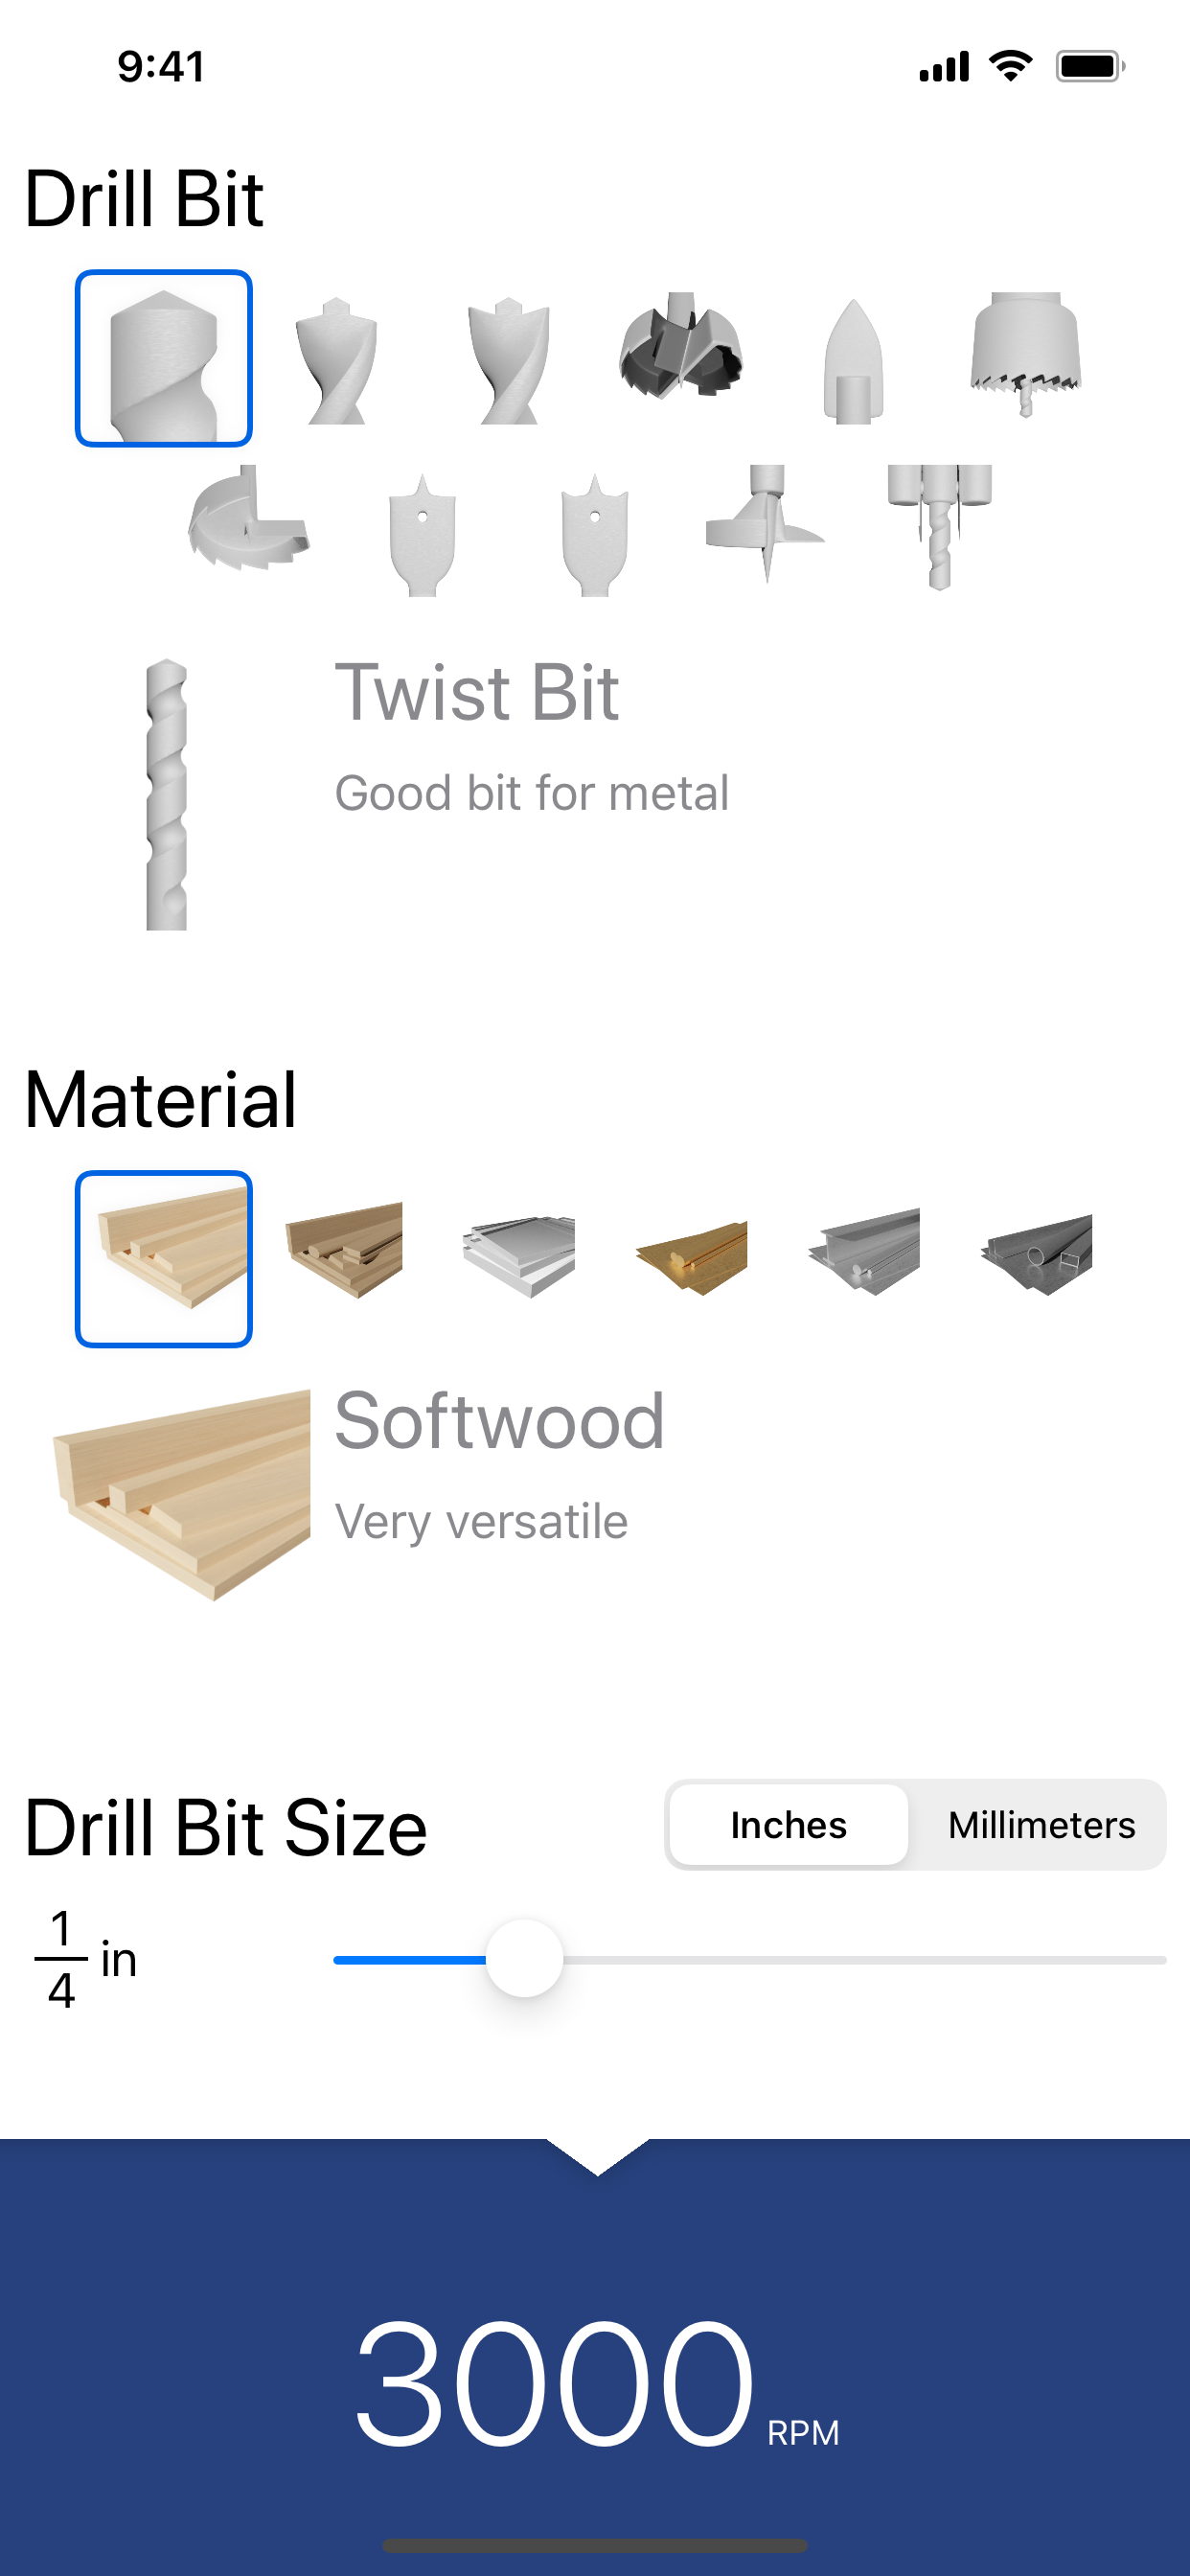 9:41
Drill Bit
Twist Bit
Good bit for metal
Material
Softwood
Very versatile
Drill Bit Size
Inches
Millimeters
1
4
in
3000 RPM